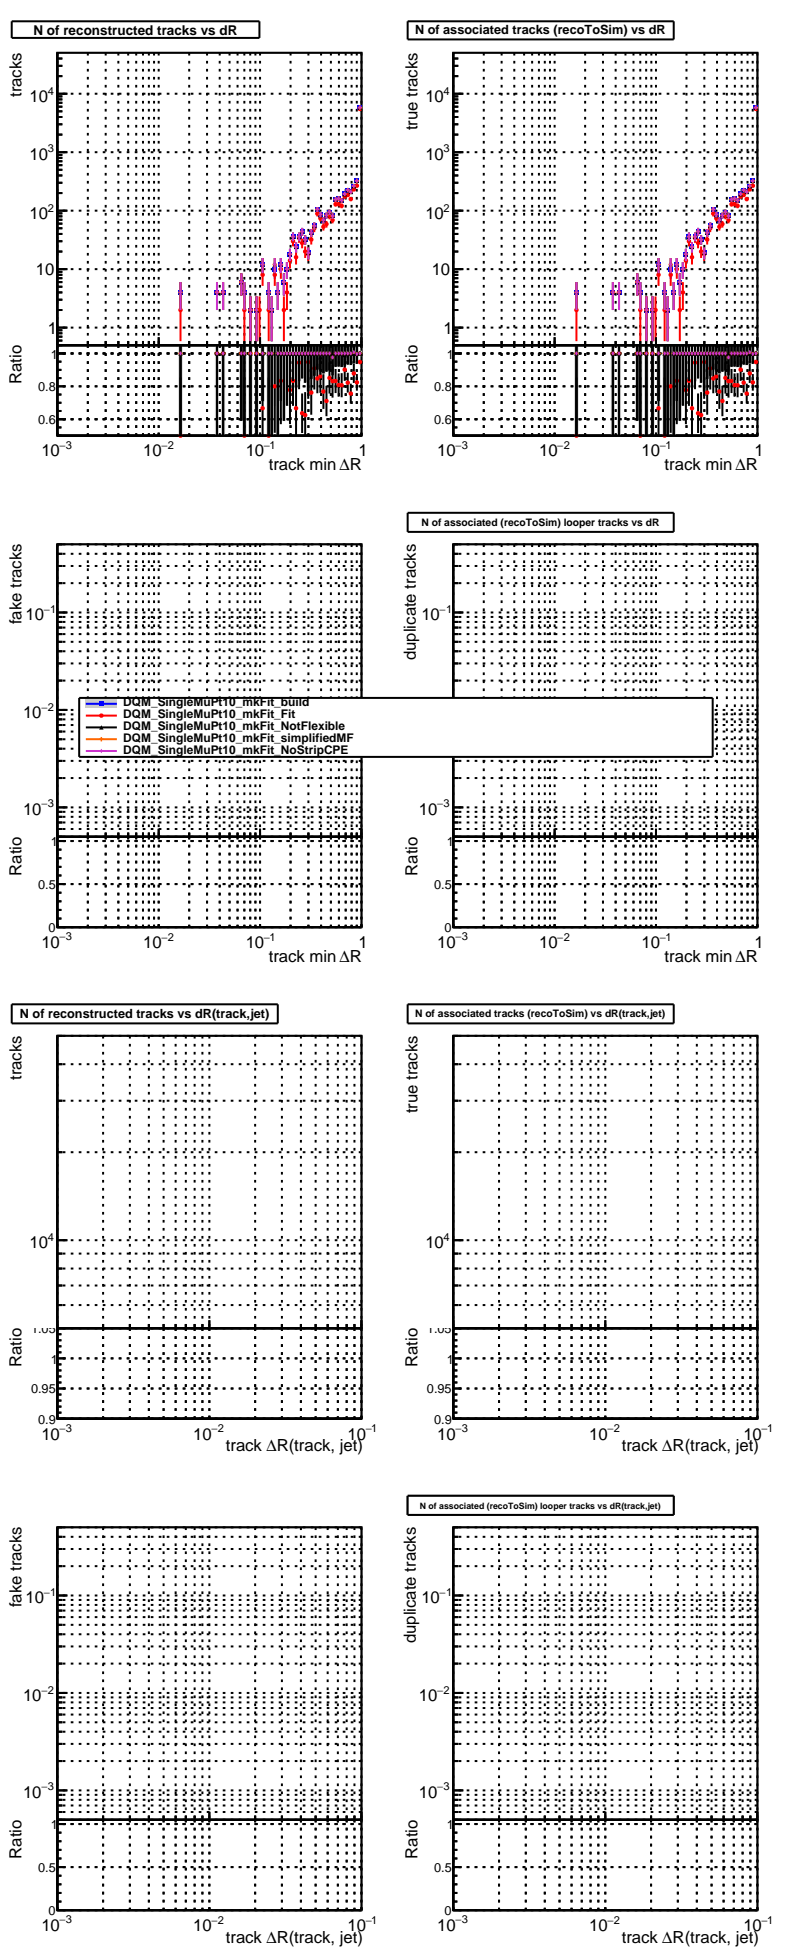 N of reconstructed tracks vs dR
N of associated tracks (recoToSim) vs dR
tracks
10⁴
10³
10²
10
1
Ratio
1
0.8
0.6
10⁻³
10⁻²
10⁻¹
1
track min ΔR
true tracks
10⁴
10³
10²
10
1
Ratio
1
0.8
0.6
10⁻³
10⁻²
10⁻¹
1
track min ΔR
N of associated (recoToSim) looper tracks vs dR
fake tracks
10⁻¹
10⁻²
10⁻³
Ratio
1
0.5
0
10⁻³
10⁻²
10⁻¹
1
track min ΔR
duplicate tracks
10⁻¹
10⁻²
10⁻³
Ratio
1
0.5
0
10⁻³
10⁻²
10⁻¹
1
track min ΔR
DQM_SingleMuPt10_mkFit_build
DQM_SingleMuPt10_mkFit_Fit
DQM_SingleMuPt10_mkFit_NotFlexible
DQM_SingleMuPt10_mkFit_simplifiedMF
DQM_SingleMuPt10_mkFit_NoStripCPE
N of reconstructed tracks vs dR(track,jet)
N of associated tracks (recoToSim) vs dR(track,jet)
tracks
10⁴
Ratio
1.05
1
0.95
0.9
10⁻³
10⁻²
10⁻¹
track ΔR(track, jet)
true tracks
10⁴
Ratio
1.05
1
0.95
0.9
10⁻³
10⁻²
10⁻¹
track ΔR(track, jet)
N of associated (recoToSim) looper tracks vs dR(track,jet)
fake tracks
10⁻¹
10⁻²
10⁻³
Ratio
1
0.5
0
10⁻³
10⁻²
10⁻¹
track ΔR(track, jet)
duplicate tracks
10⁻¹
10⁻²
10⁻³
Ratio
1
0.5
0
10⁻³
10⁻²
10⁻¹
track ΔR(track, jet)